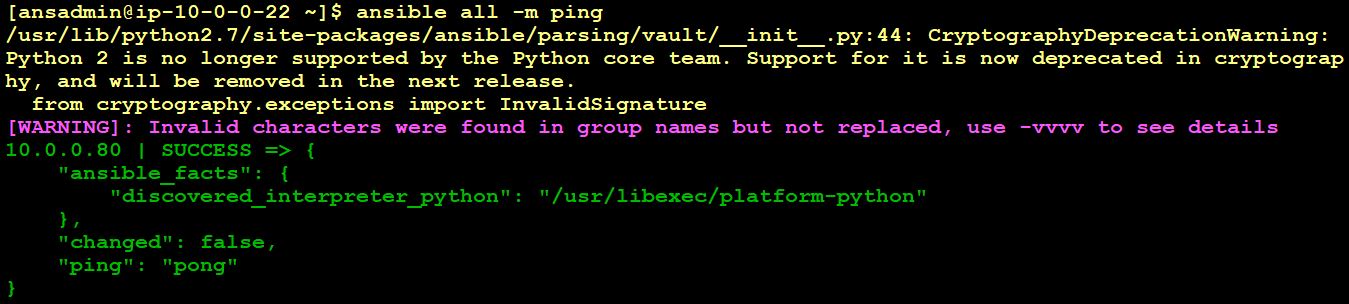 [ansadmin@ip-10-0-0-22 ~]$ ansible all -m ping
/usr/lib/python2.7/site-packages/ansible/parsing/vault/__init__.py:44: CryptographyDeprecationWarning:
Python 2 is no longer supported by the Python core team. Support for it is now deprecated in cryptograp
hy, and will be removed in the next release.
  from cryptography.exceptions import InvalidSignature
[WARNING]: Invalid characters were found in group names but not replaced, use -vvvv to see details
10.0.0.80 | SUCCESS => {
    "ansible_facts": {
        "discovered_interpreter_python": "/usr/libexec/platform-python"
    },
    "changed": false,
    "ping": "pong"
}